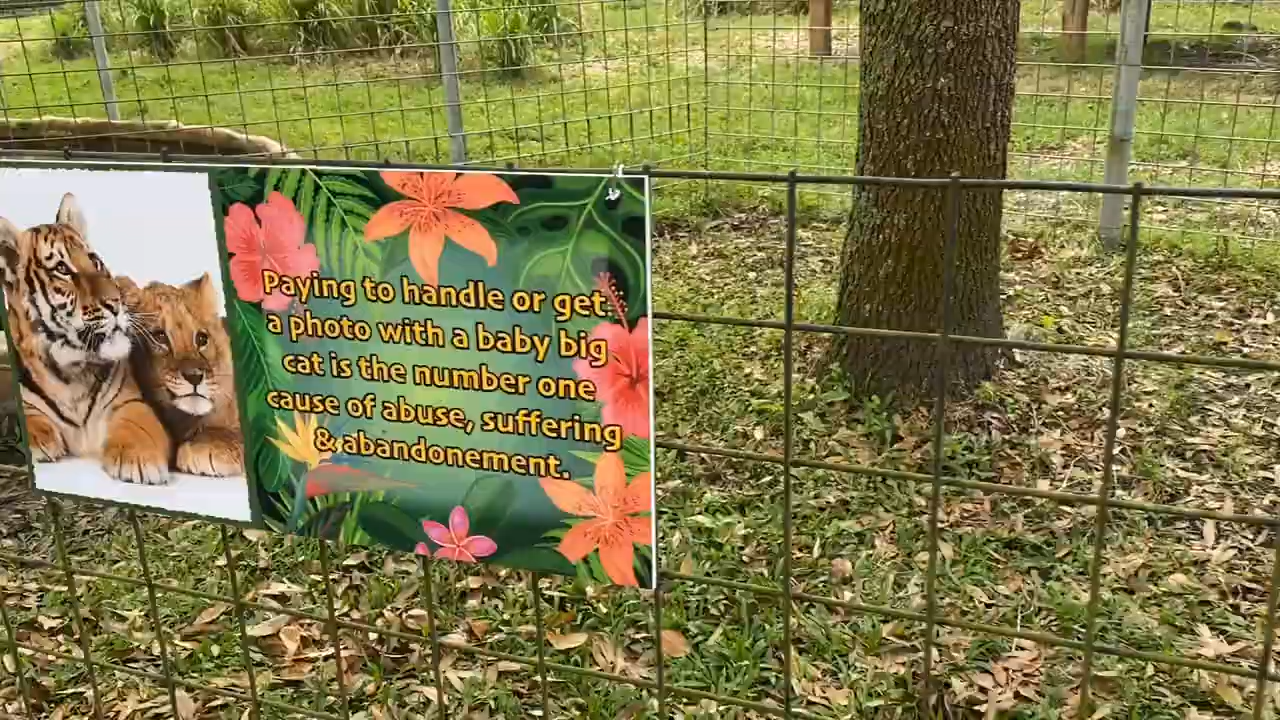 Paying to handle or get
a photo with a baby big
cat is the number one
cause of abuse, suffering
& abandonement.